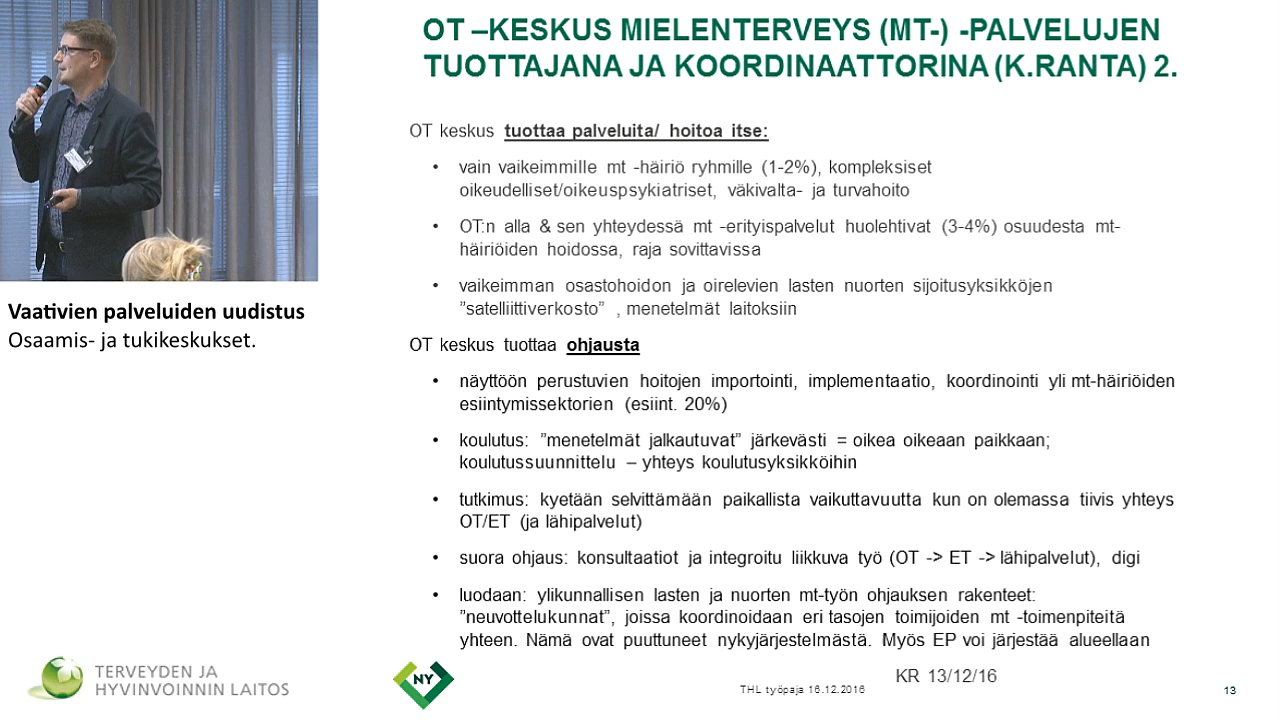 OT –KESKUS MIELENTERVEYS (MT-) -PALVELUJEN
TUOTTAJANA JA KOORDINAATTORINA (K.RANTA) 2.
OT keskus tuottaa palveluita/ hoitoa itse:
• vain vaikeimmille mt -häiriö ryhmille (1-2%), kompleksiset
oikeudelliset/oikeuspsykiatriset, väkivalta- ja turvahoito
• OT:n alla & sen yhteydessä mt -erityispalvelut huolehtivat (3-4%) osuudesta mt-
häiriöiden hoidossa, raja sovittavissa
• vaikeimman osastohoidon ja oirelevien lasten nuorten sijoitusyksikköjen
”satelliittiverkosto” , menetelmät laitoksiin
OT keskus tuottaa ohjausta
• näyttöön perustuvien hoitojen importointi, implementaatio, koordinointi yli mt-häiriöiden
esiintymissektorien (esiint. 20%)
• koulutus: ”menetelmät jalkautuvat” järkevästi = oikea oikeaan paikkaan;
koulutussuunnittelu – yhteys koulutusyksikköihin
• tutkimus: kyetään selvittämään paikallista vaikuttavuutta kun on olemassa tiivis yhteys
OT/ET (ja lähipalvelut)
• suora ohjaus: konsultaatiot ja integroitu liikkuva työ (OT -> ET -> lähipalvelut), digi
• luodaan: ylikunnallisen lasten ja nuorten mt-työn ohjauksen rakenteet:
”neuvottelukunnat”, joissa koordinoidaan eri tasojen toimijoiden mt -toimenpiteitä
yhteen. Nämä ovat puuttuneet nykyjärjestelmästä. Myös EP voi järjestää alueellaan
Vaativien palveluiden uudistus
Osaamis- ja tukikeskukset.
TERVEYDEN JA
HYVINVOINNIN LAITOS
NY
THL työpaja 16.12.2016
KR 13/12/16
13